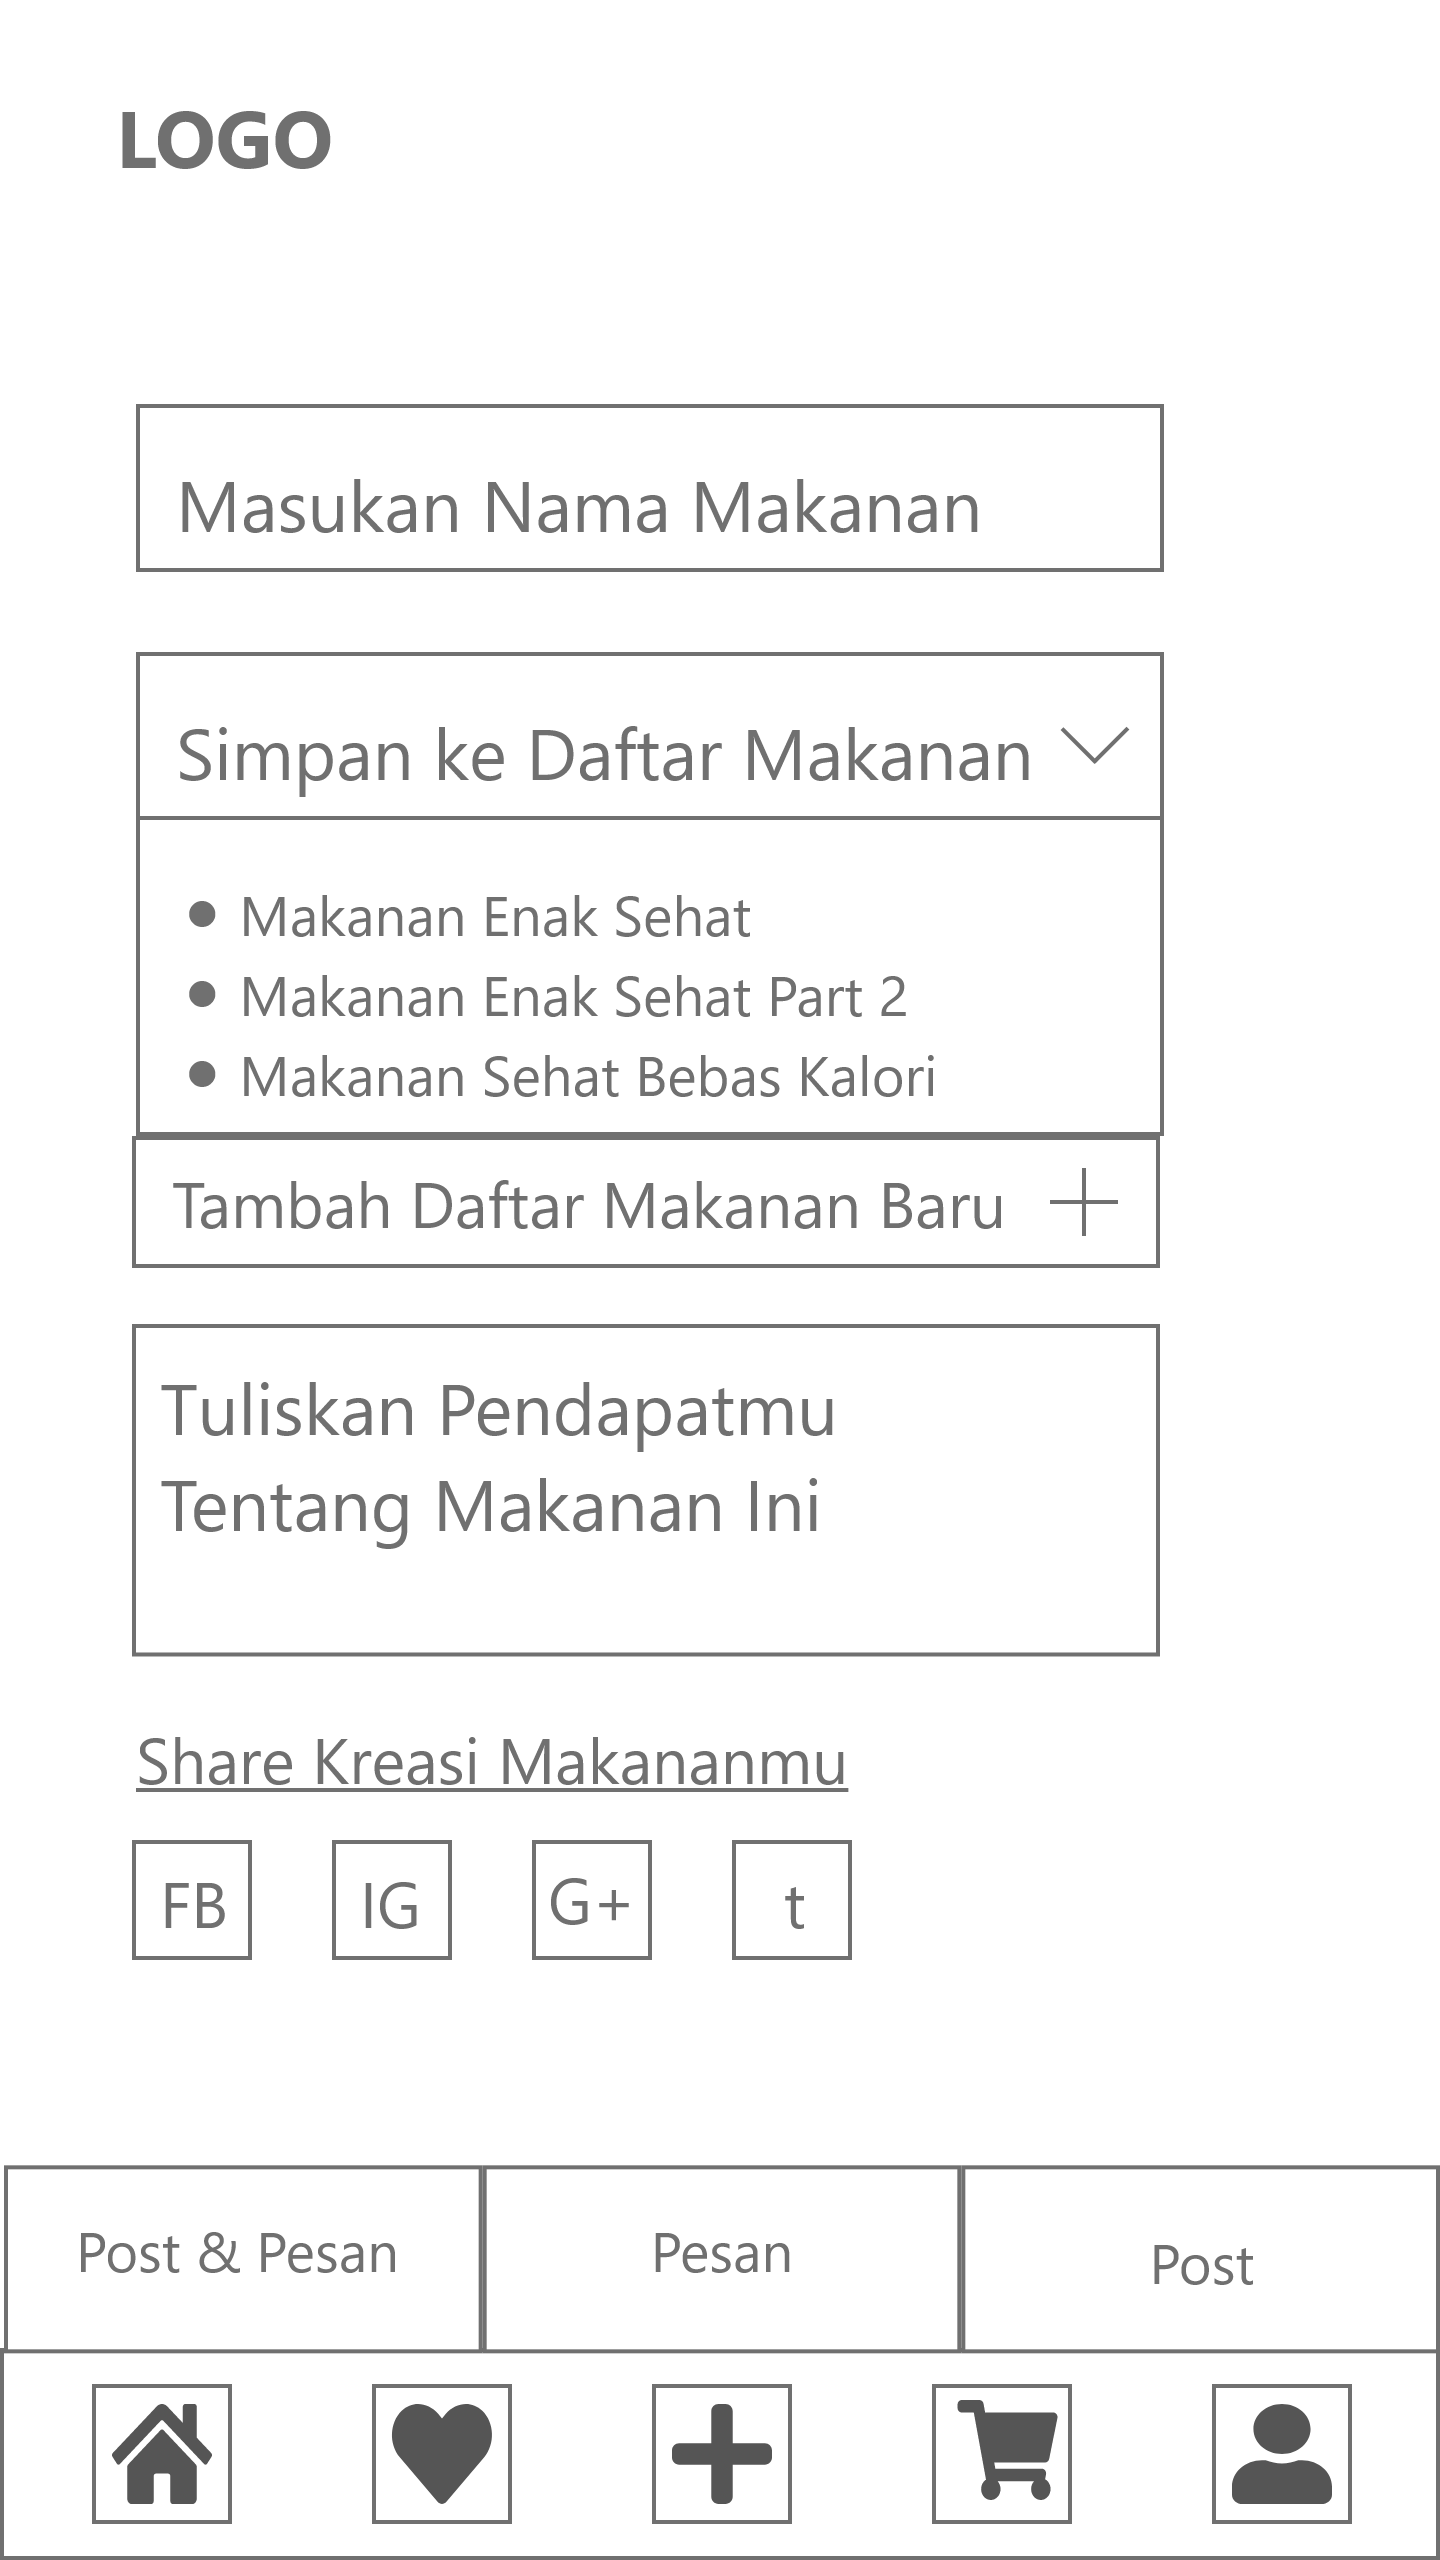 LOGO
Masukan Nama Makanan
Simpan ke Daftar Makanan
Makanan Enak Sehat
Makanan Enak Sehat Part 2
Makanan Sehat Bebas Kalori
Tambah Daftar Makanan Baru
Tuliskan Pendapatmu
Tentang Makanan Ini
Share Kreasi Makananmu
FB IG G+ t
Post & Pesan Pesan Post